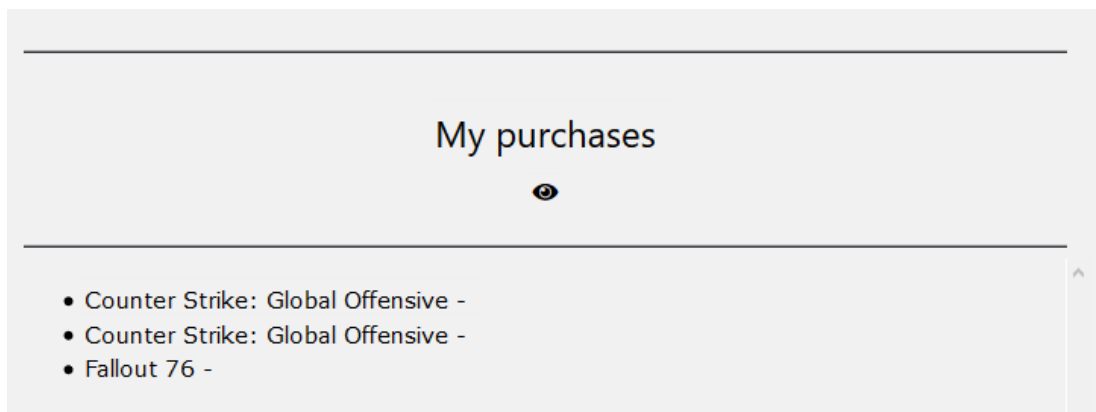 My purchases
• Counter Strike: Global Offensive -
• Counter Strike: Global Offensive -
• Fallout 76 -